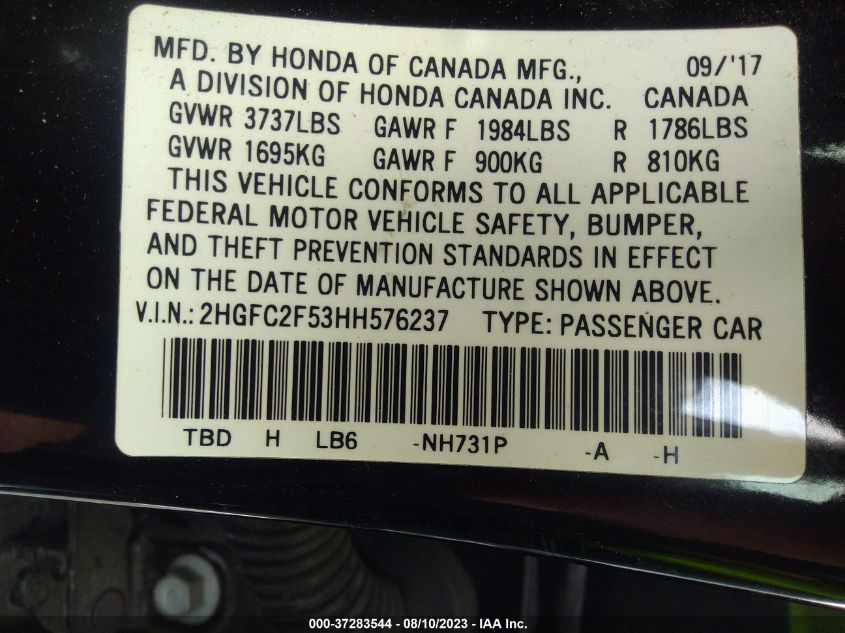 MFD. BY HONDA OF CANADA MFG., 09/'17
A DIVISION OF HONDA CANADA INC. CANADA
GVWR 3737LBS GAWR F 1984LBS R 1786LBS
GVWR 1695KG GAWR F 900KG R 810KG
THIS VEHICLE CONFORMS TO ALL APPLICABLE
FEDERAL MOTOR VEHICLE SAFETY, BUMPER,
AND THEFT PREVENTION STANDARDS IN EFFECT
ON THE DATE OF MANUFACTURE SHOWN ABOVE.
V.I.N.: 2HGFC2F53HH576237 TYPE: PASSENGER CAR
TBD H LB6 -NH731P -A -H
000-37283544 - 08/10/2023 - IAA Inc.